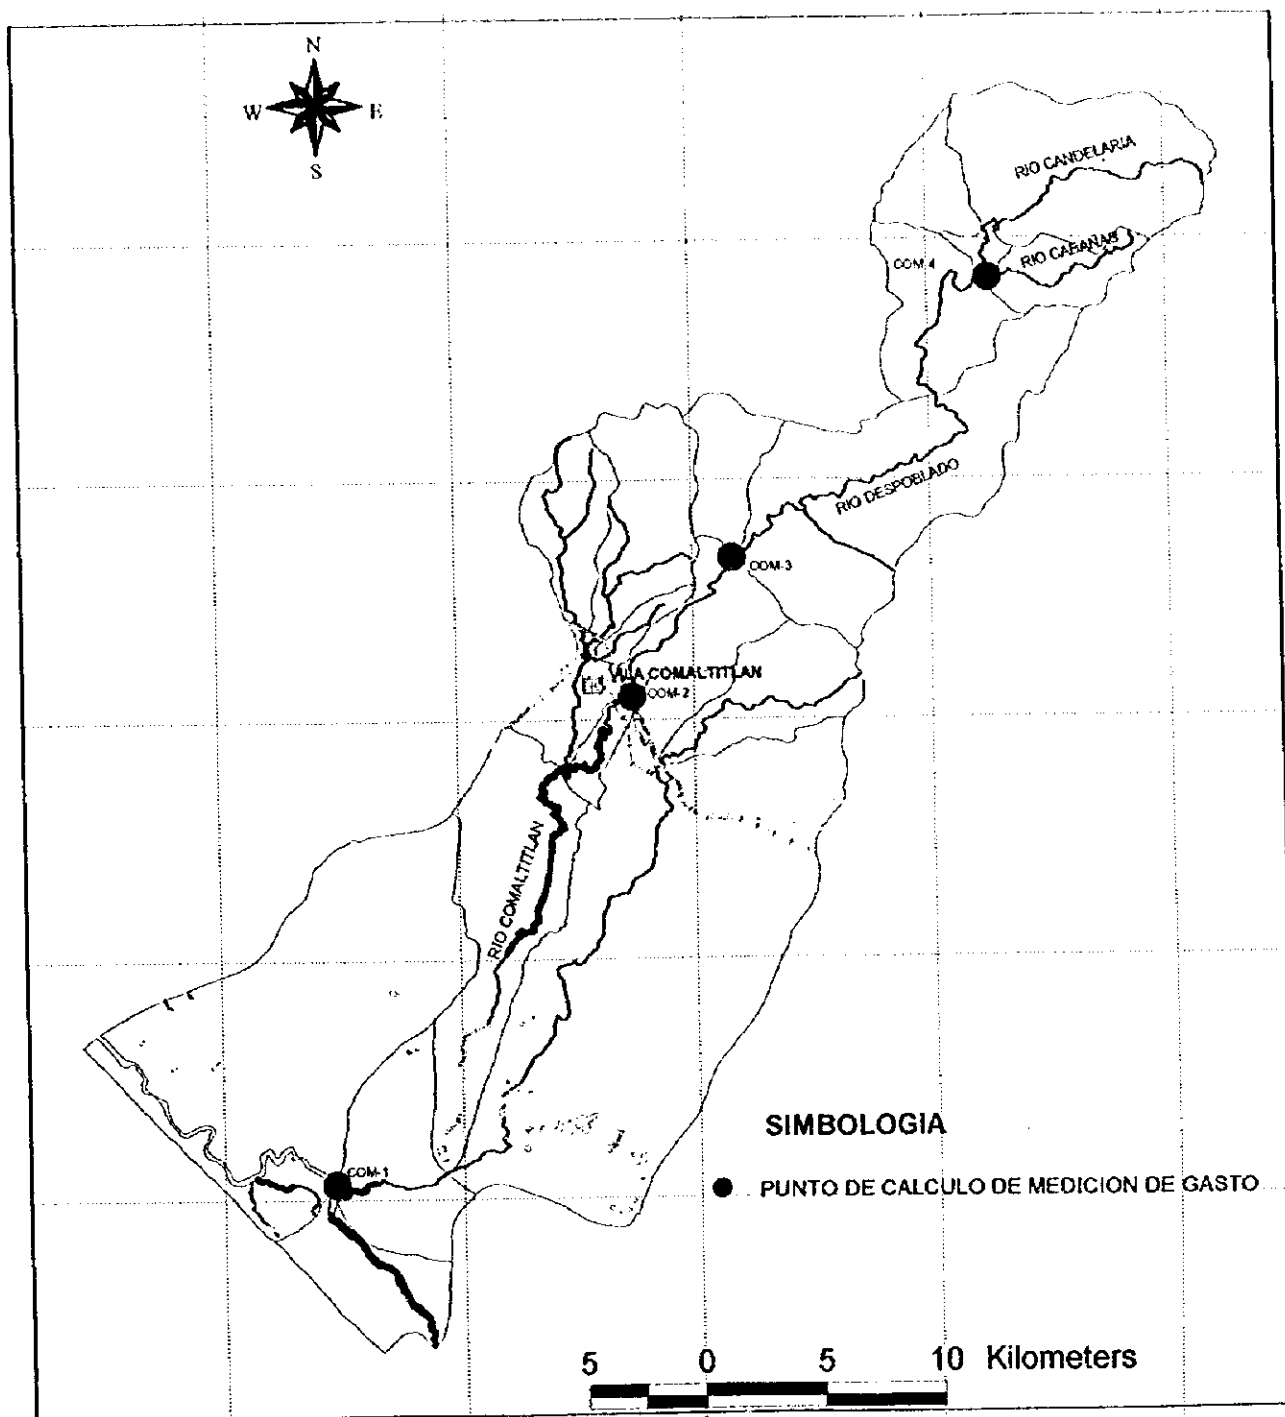 N
W E
S
RIO CANDELARIA
RIO CABAÑAS
COM-4
RIO DESPOBLADO
COM-3
VILLA COMALTITLAN
COM-2
RIO COMALTITLAN
COM-1
SIMBOLOGIA
PUNTO DE CALCULO DE MEDICION DE GASTO
5 0 5 10 Kilometers